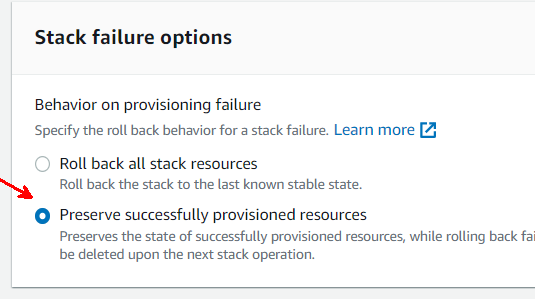 Stack failure options
Behavior on provisioning failure
Specify the roll back behavior for a stack failure. Learn more
Roll back all stack resources
Roll back the stack to the last known stable state.
Preserve successfully provisioned resources
Preserves the state of successfully provisioned resources, while rolling back fai
be deleted upon the next stack operation.